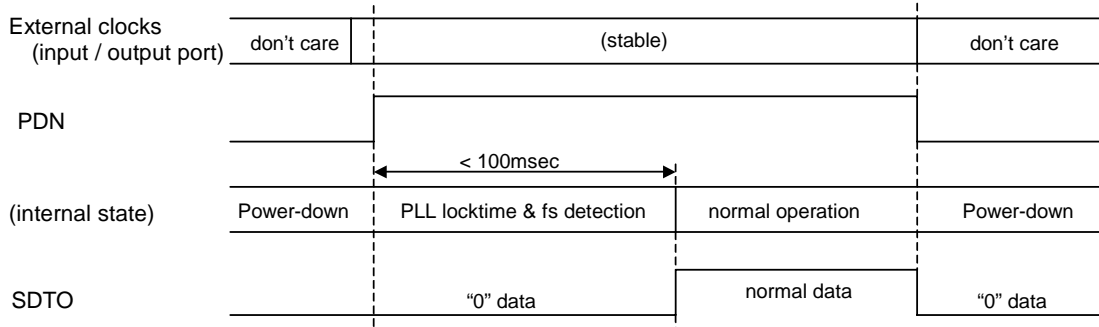 External clocks
(input / output port)
don't care
(stable)
don't care
PDN
< 100msec
(internal state)
Power-down
PLL locktime & fs detection
normal operation
Power-down
SDTO
“0” data
normal data
“0” data